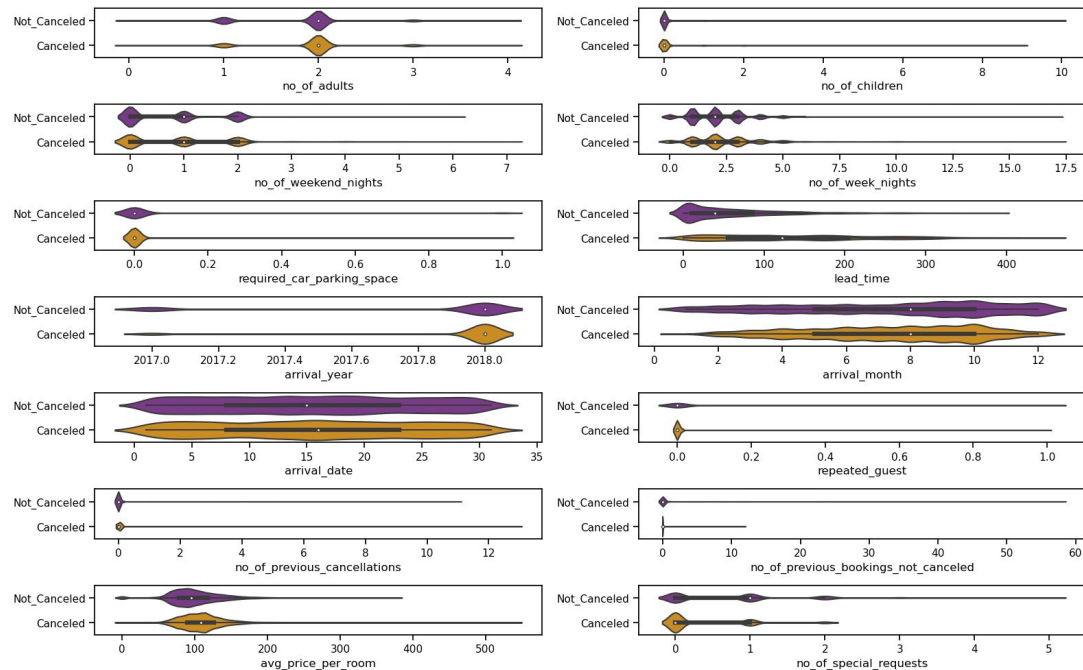 Not_Canceled
Canceled
0 1 2 3 4
no_of_adults
Not_Canceled
Canceled
0 2 4 6 8 10
no_of_children
Not_Canceled
Canceled
0 1 2 3 4 5 6 7
no_of_weekend_nights
Not_Canceled
Canceled
0.0 2.5 5.0 7.5 10.0 12.5 15.0 17.5
no_of_week_nights
Not_Canceled
Canceled
0.0 0.2 0.4 0.6 0.8 1.0
required_car_parking_space
Not_Canceled
Canceled
0 100 200 300 400
lead_time
Not_Canceled
Canceled
2017.0 2017.2 2017.4 2017.6 2017.8 2018.0
arrival_year
Not_Canceled
Canceled
0 2 4 6 8 10 12
arrival_month
Not_Canceled
Canceled
0 5 10 15 20 25 30 35
arrival_date
Not_Canceled
Canceled
0.0 0.2 0.4 0.6 0.8 1.0
repeated_guest
Not_Canceled
Canceled
0 2 4 6 8 10 12
no_of_previous_cancellations
Not_Canceled
Canceled
0 10 20 30 40 50 60
no_of_previous_bookings_not_canceled
Not_Canceled
Canceled
0 100 200 300 400 500
avg_price_per_room
Not_Canceled
Canceled
0 1 2 3 4 5
no_of_special_requests